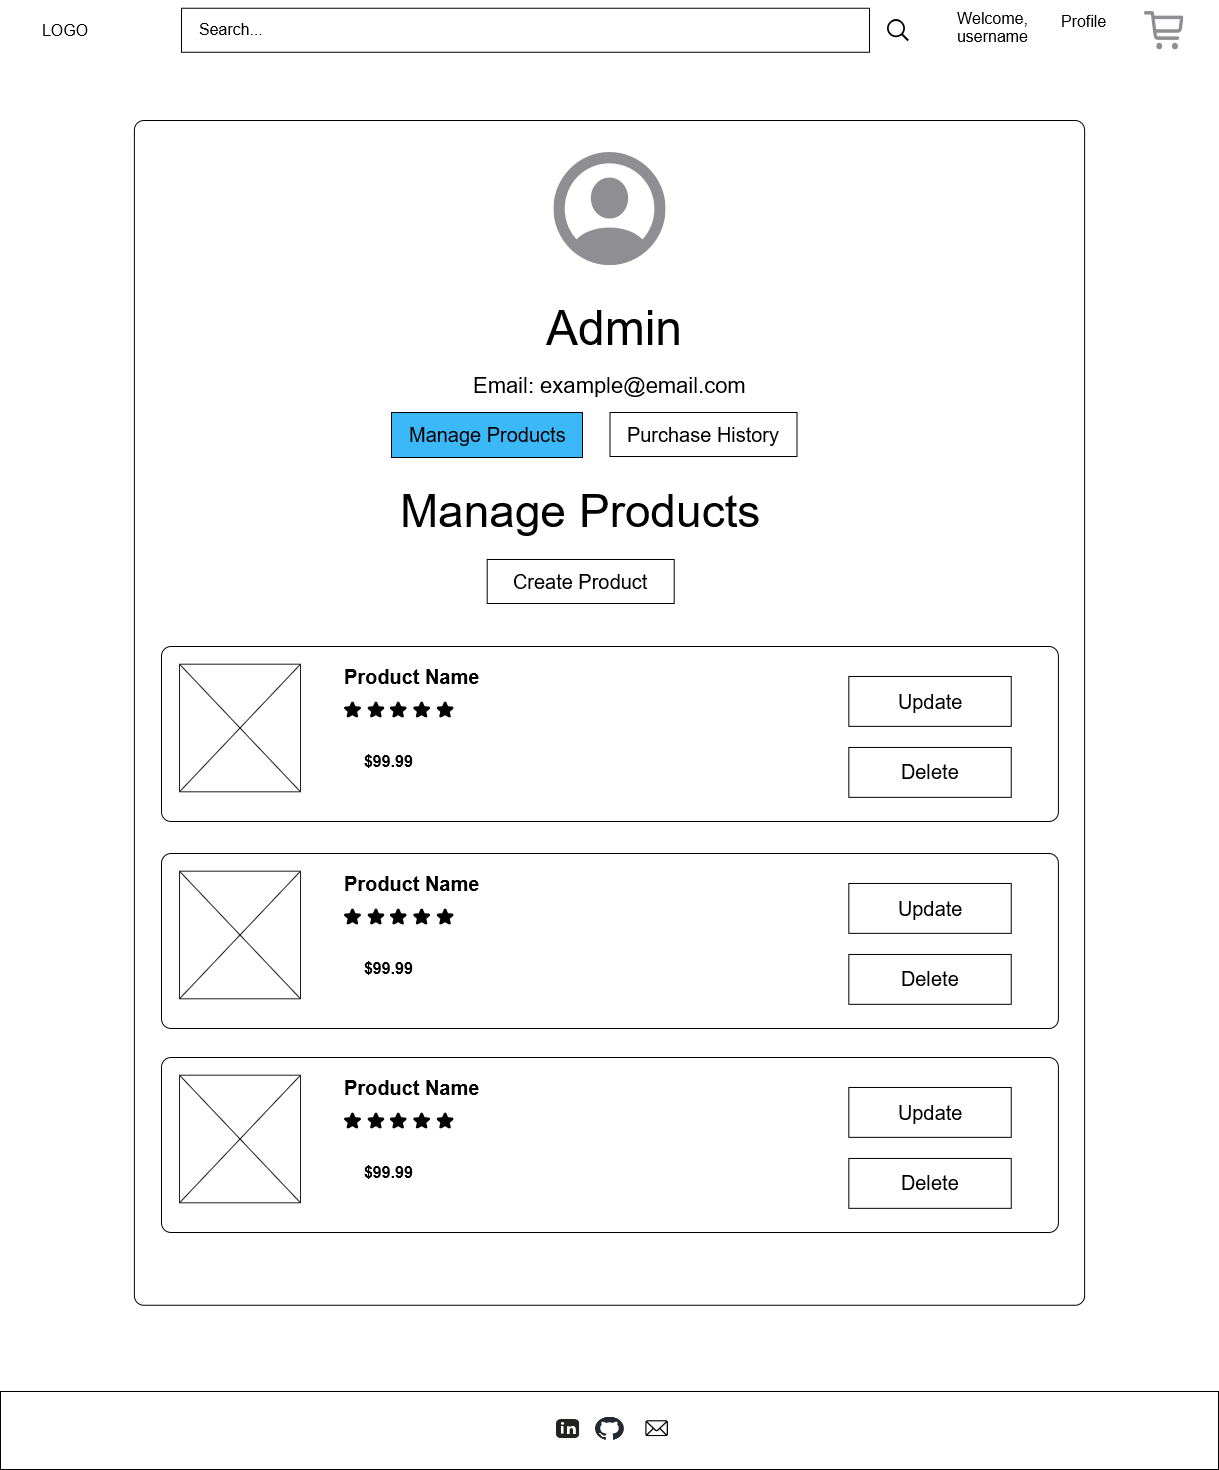 LOGO
Search...
Welcome,
username
Profile
Admin
Email: example@email.com
Manage Products
Purchase History
Manage Products
Create Product
Product Name
$99.99
Update
Delete
Product Name
$99.99
Update
Delete
Product Name
$99.99
Update
Delete
in